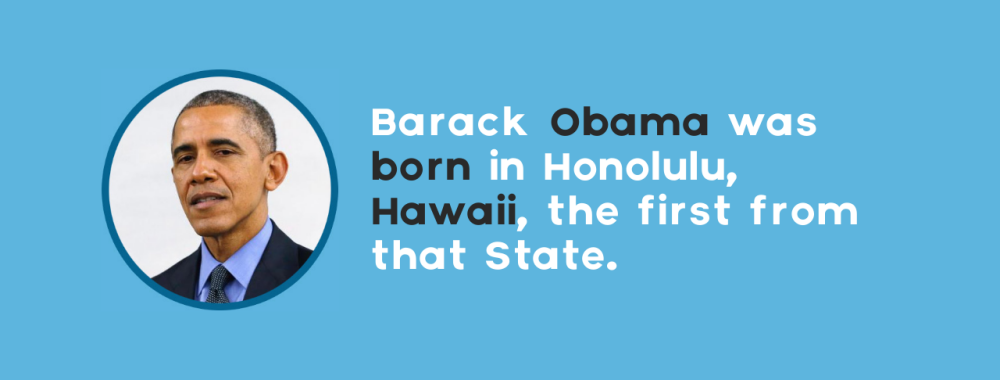 Barack Obama was
born in Honolulu,
Hawaii, the first from
that State.